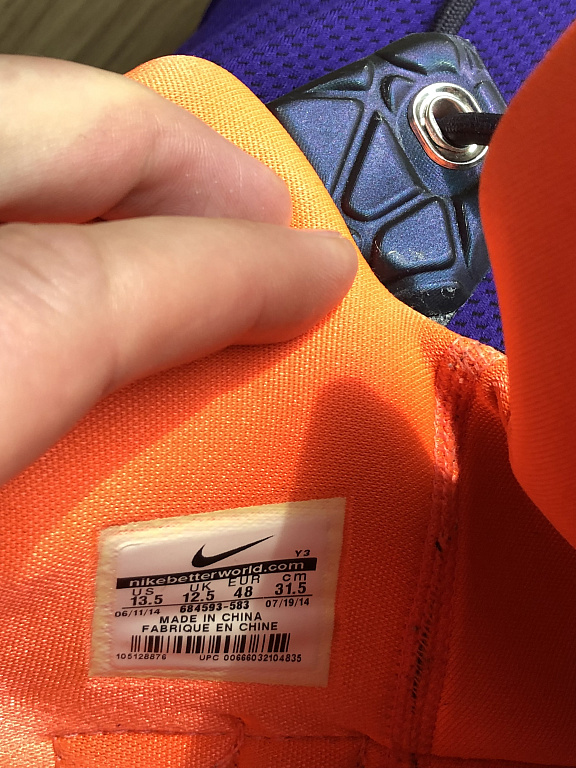 Y3
nikebetterworld.com
US UK EUR cm
13.5 12.5 48 31.5
06/11/14 684593-583 07/19/14
MADE IN CHINA
FABRIQUE EN CHINE
105128876 UPC 00666032104835